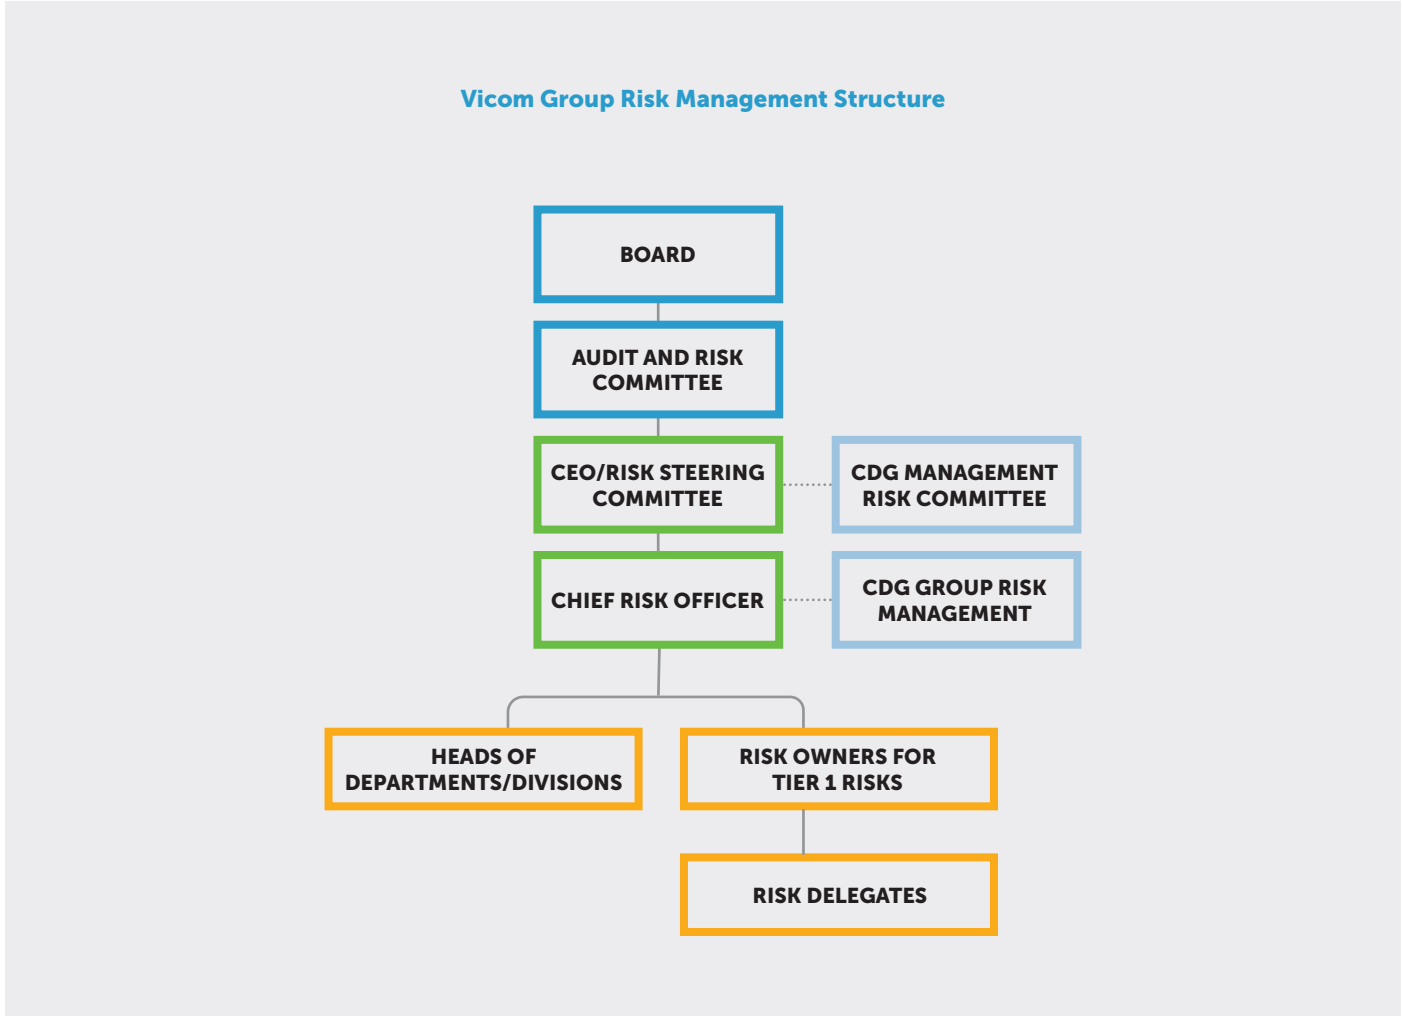 Vicom Group Risk Management Structure
BOARD
AUDIT AND RISK
COMMITTEE
CEO/RISK STEERING
COMMITTEE
CDG MANAGEMENT
RISK COMMITTEE
CHIEF RISK OFFICER
CDG GROUP RISK
MANAGEMENT
HEADS OF
DEPARTMENTS/DIVISIONS
RISK OWNERS FOR
TIER 1 RISKS
RISK DELEGATES